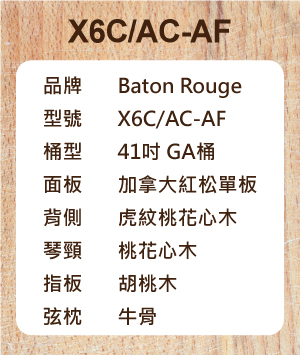 X6C/AC-AF
品牌 Baton Rouge
型號 X6C/AC-AF
桶型 41吋 GA桶
面板 加拿大紅松單板
背側 虎紋桃花心木
琴頸 桃花心木
指板 胡桃木
弦枕 牛骨